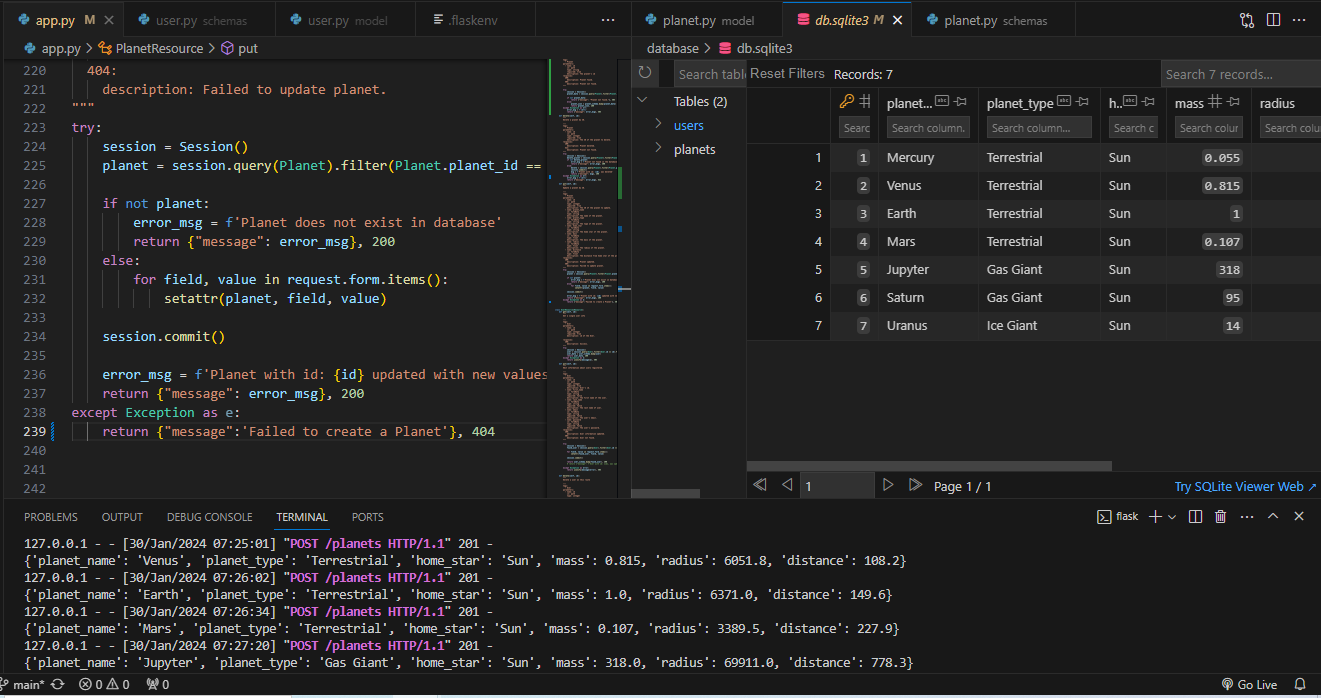 app.py M
user.py schemas
user.py model
.flaskenv
...
planet.py model
db.sqlite3 M
planet.py schemas
...
app.py > PlanetResource > put
database > db.sqlite3
220 404:
221 description: Failed to update planet.
222 """
223 try:
224 session = Session()
225 planet = session.query(Planet).filter(Planet.planet_id ==
226
227 if not planet:
228 error_msg = f'Planet does not exist in database'
229 return {"message": error_msg}, 200
230 else:
231 for field, value in request.form.items():
232 setattr(planet, field, value)
233
234 session.commit()
235
236 error_msg = f'Planet with id: {id} updated with new values
237 return {"message": error_msg}, 200
238 except Exception as e:
239 return {"message":'Failed to create a Planet'}, 404
240
241
242
Search table
Reset Filters Records: 7
Search 7 records...
Tables (2)
users
planets
planet... planet_type h.. mass radius
Searc Search column. Search column... Search c Search colur Search colu
1 1 Mercury Terrestrial Sun 0.055
2 2 Venus Terrestrial Sun 0.815
3 3 Earth Terrestrial Sun 1
4 4 Mars Terrestrial Sun 0.107
5 5 Jupyter Gas Giant Sun 318
6 6 Saturn Gas Giant Sun 95
7 7 Uranus Ice Giant Sun 14
1 Page 1 / 1
Try SQLite Viewer Web ↗
PROBLEMS OUTPUT DEBUG CONSOLE TERMINAL PORTS
flask
127.0.0.1 - - [30/Jan/2024 07:25:01] "POST /planets HTTP/1.1" 201 -
{'planet_name': 'Venus', 'planet_type': 'Terrestrial', 'home_star': 'Sun', 'mass': 0.815, 'radius': 6051.8, 'distance': 108.2}
127.0.0.1 - - [30/Jan/2024 07:26:02] "POST /planets HTTP/1.1" 201 -
{'planet_name': 'Earth', 'planet_type': 'Terrestrial', 'home_star': 'Sun', 'mass': 1.0, 'radius': 6371.0, 'distance': 149.6}
127.0.0.1 - - [30/Jan/2024 07:26:34] "POST /planets HTTP/1.1" 201 -
{'planet_name': 'Mars', 'planet_type': 'Terrestrial', 'home_star': 'Sun', 'mass': 0.107, 'radius': 3389.5, 'distance': 227.9}
127.0.0.1 - - [30/Jan/2024 07:27:20] "POST /planets HTTP/1.1" 201 -
{'planet_name': 'Jupyter', 'planet_type': 'Gas Giant', 'home_star': 'Sun', 'mass': 318.0, 'radius': 69911.0, 'distance': 778.3}
main* 0 0 0
Go Live